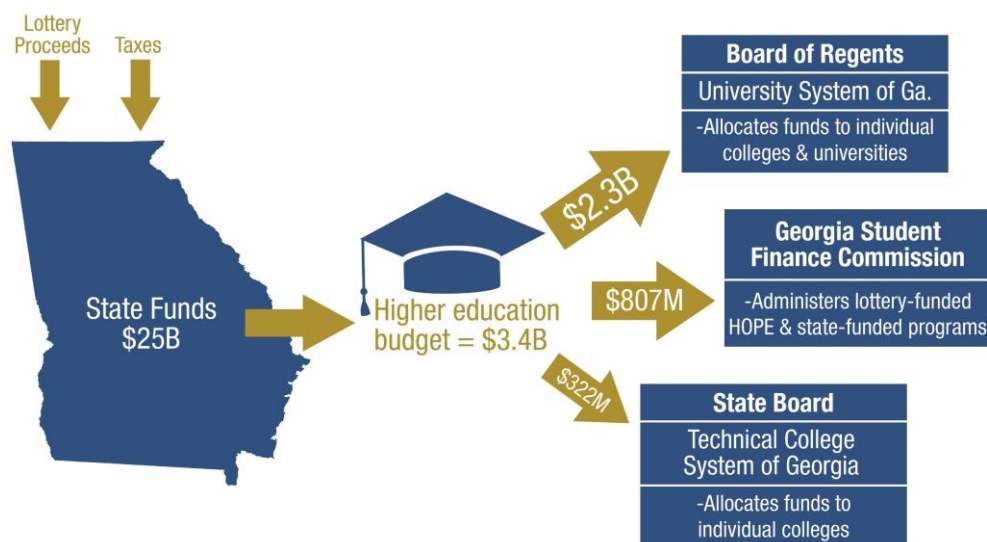 Lottery
Proceeds
Taxes
State Funds
$25B
Higher education
budget = $3.4B
$2.3B
Board of Regents
University System of Ga.
-Allocates funds to individual
colleges & universities
$807M
Georgia Student
Finance Commission
-Administers lottery-funded
HOPE & state-funded programs
$322M
State Board
Technical College
System of Georgia
-Allocates funds to
individual colleges